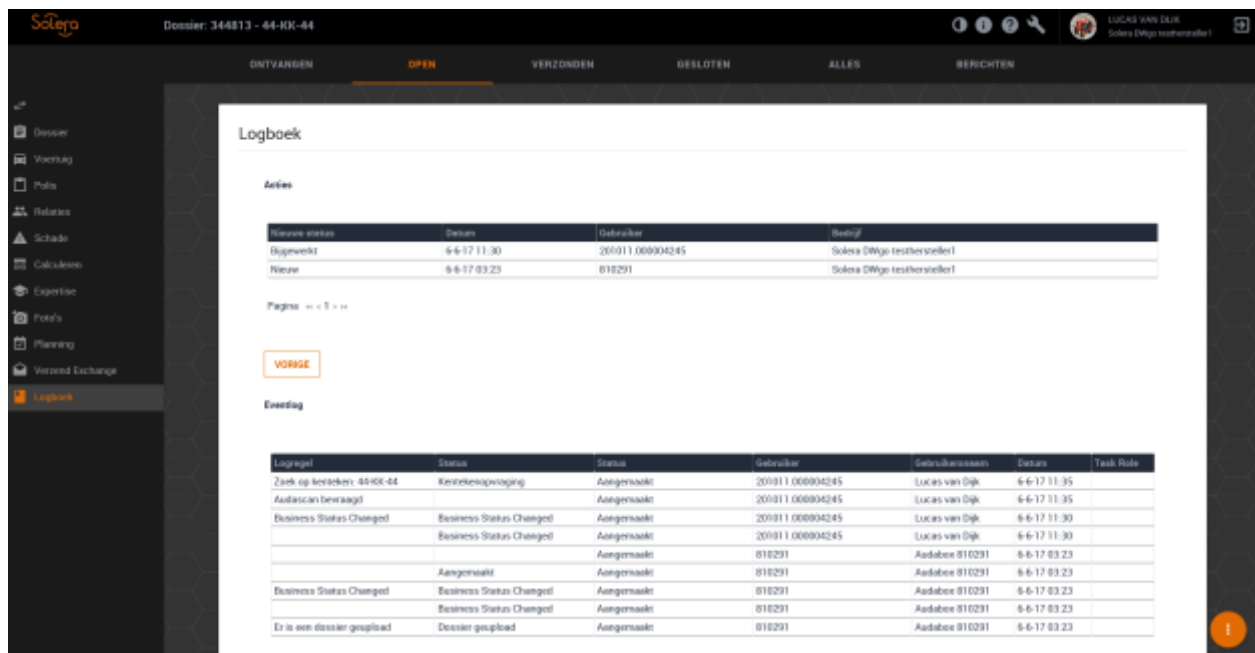 Solera
Dossier: 344813 - 44-KK-44
LUCAS VAN DIJK
Solera DWgo testhersteller1
ONTVANGEN OPEN VERZONDEN GESLOTEN ALLES BERICHTEN
Dossier
Voertuig
Polis
Relaties
Schade
Calculeren
Expertise
Foto's
Planning
Verzend Exchange
Logboek
Logboek
Acties
Nieuwe status Datum Gebruiker Bedrijf
Bijgewerkt 6-6-17 11:30 201011.000004245 Solera DWgo testhersteller1
Nieuw 6-6-17 03:23 810291 Solera DWgo testhersteller1
Pagina «« « 1 » »»
VORIGE
Eventlog
Logregel Status Status Gebruiker Gebruikersnaam Datum Task Role
Zoek op kenteken: 44-KK-44 Kentekenopvraging Aangemaakt 201011.000004245 Lucas van Dijk 6-6-17 11:35
Audascan bevraagd Aangemaakt 201011.000004245 Lucas van Dijk 6-6-17 11:35
Business Status Changed Business Status Changed Aangemaakt 201011.000004245 Lucas van Dijk 6-6-17 11:30
Business Status Changed Aangemaakt 201011.000004245 Lucas van Dijk 6-6-17 11:30
Aangemaakt 810291 Audabee 810291 6-6-17 03:23
Aangemaakt Aangemaakt 810291 Audabee 810291 6-6-17 03:23
Business Status Changed Business Status Changed Aangemaakt 810291 Audabee 810291 6-6-17 03:23
Business Status Changed Aangemaakt 810291 Audabee 810291 6-6-17 03:23
Er is een dossier geupload Dossier geupload Aangemaakt 810291 Audabee 810291 6-6-17 03:23